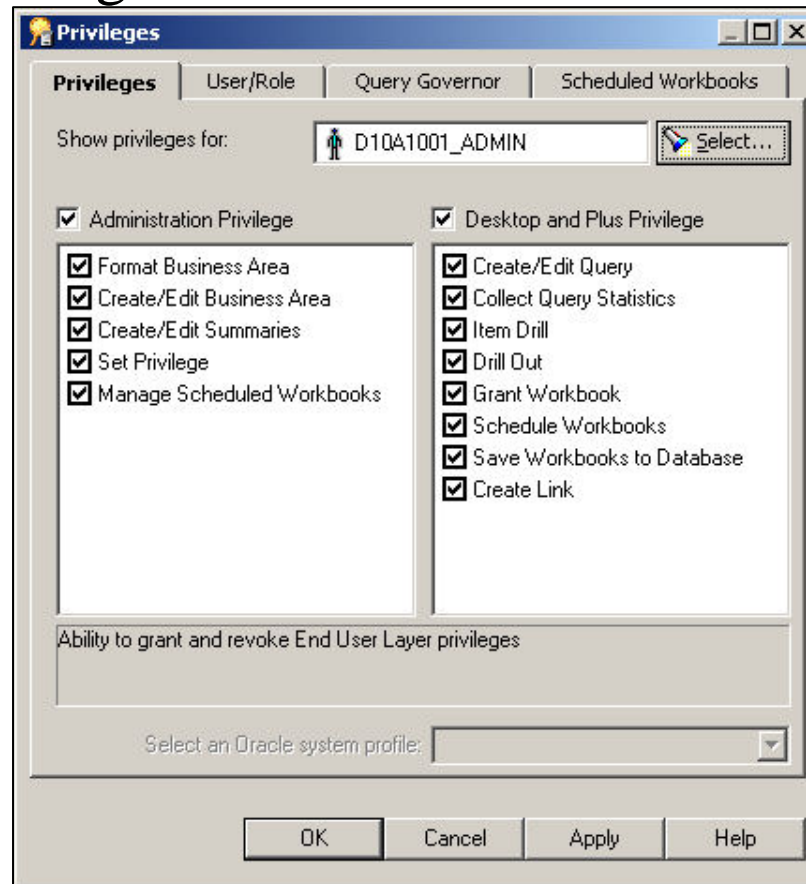 Privileges
Privileges User/Role Query Governor Scheduled Workbooks
Show privileges for: D10A1001_ADMIN Select...
Administration Privilege
Format Business Area
Create/Edit Business Area
Create/Edit Summaries
Set Privilege
Manage Scheduled Workbooks
Desktop and Plus Privilege
Create/Edit Query
Collect Query Statistics
Item Drill
Drill Out
Grant Workbook
Schedule Workbooks
Save Workbooks to Database
Create Link
Ability to grant and revoke End User Layer privileges
Select an Oracle system profile:
OK Cancel Apply Help